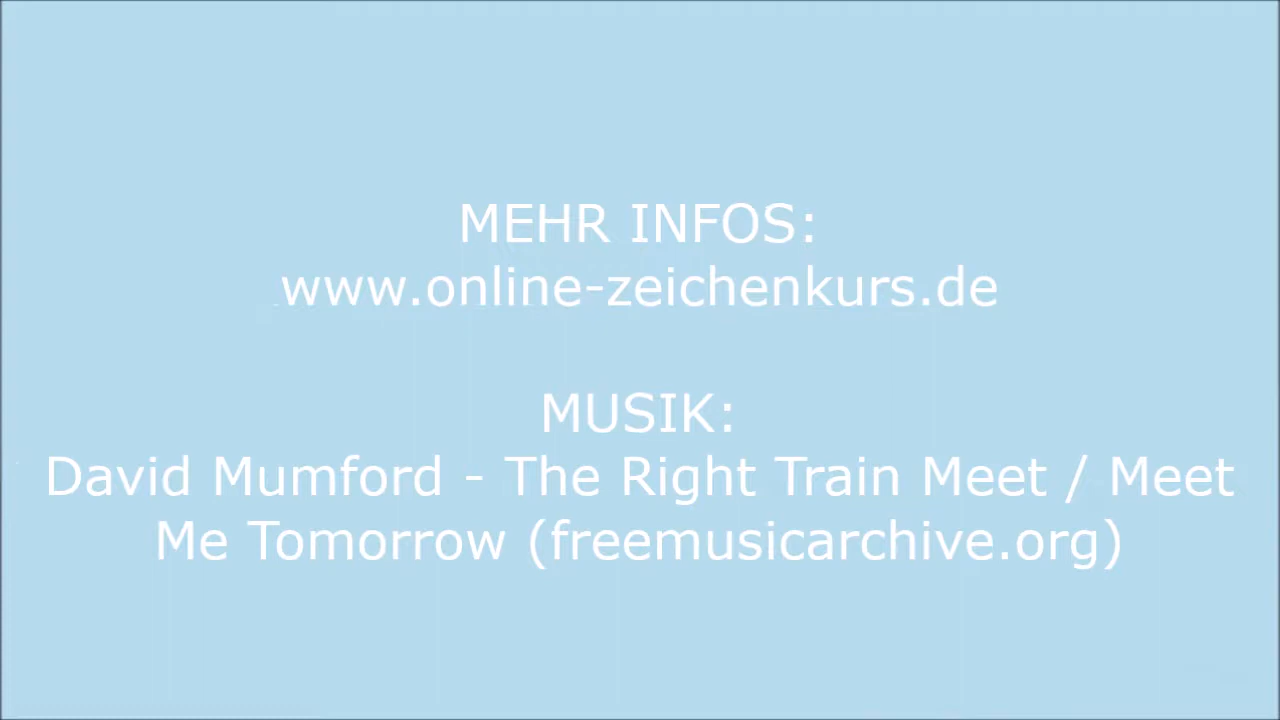 MEHR INFOS:
www.online-zeichenkurs.de
MUSIK:
David Mumford - The Right Train Meet / Meet
Me Tomorrow (freemusicarchive.org)